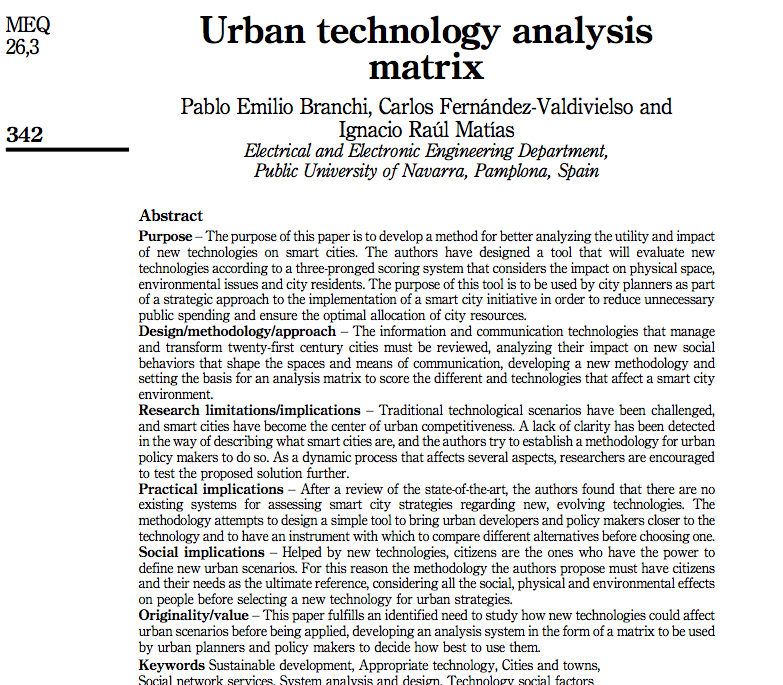 MEQ
26,3
342
Urban technology analysis
matrix
Pablo Emilio Branchi, Carlos Fernández-Valdivielso and
Ignacio Raúl Matías
Electrical and Electronic Engineering Department,
Public University of Navarra, Pamplona, Spain
Abstract
Purpose – The purpose of this paper is to develop a method for better analyzing the utility and impact
of new technologies on smart cities. The authors have designed a tool that will evaluate new
technologies according to a three-pronged scoring system that considers the impact on physical space,
environmental issues and city residents. The purpose of this tool is to be used by city planners as part
of a strategic approach to the implementation of a smart city initiative in order to reduce unnecessary
public spending and ensure the optimal allocation of city resources.
Design/methodology/approach – The information and communication technologies that manage
and transform twenty-first century cities must be reviewed, analyzing their impact on new social
behaviors that shape the spaces and means of communication, developing a new methodology and
setting the basis for an analysis matrix to score the different and technologies that affect a smart city
environment.
Research limitations/implications – Traditional technological scenarios have been challenged,
and smart cities have become the center of urban competitiveness. A lack of clarity has been detected
in the way of describing what smart cities are, and the authors try to establish a methodology for urban
policy makers to do so. As a dynamic process that affects several aspects, researchers are encouraged
to test the proposed solution further.
Practical implications – After a review of the state-of-the-art, the authors found that there are no
existing systems for assessing smart city strategies regarding new, evolving technologies. The
methodology attempts to design a simple tool to bring urban developers and policy makers closer to the
technology and to have an instrument with which to compare different alternatives before choosing one.
Social implications – Helped by new technologies, citizens are the ones who have the power to
define new urban scenarios. For this reason the methodology the authors propose must have citizens
and their needs as the ultimate reference, considering all the social, physical and environmental effects
on people before selecting a new technology for urban strategies.
Originality/value – This paper fulfills an identified need to study how new technologies could affect
urban scenarios before being applied, developing an analysis system in the form of a matrix to be used
by urban planners and policy makers to decide how best to use them.
Keywords Sustainable development, Appropriate technology, Cities and towns,
Social network services, System analysis and design, Technology social factors